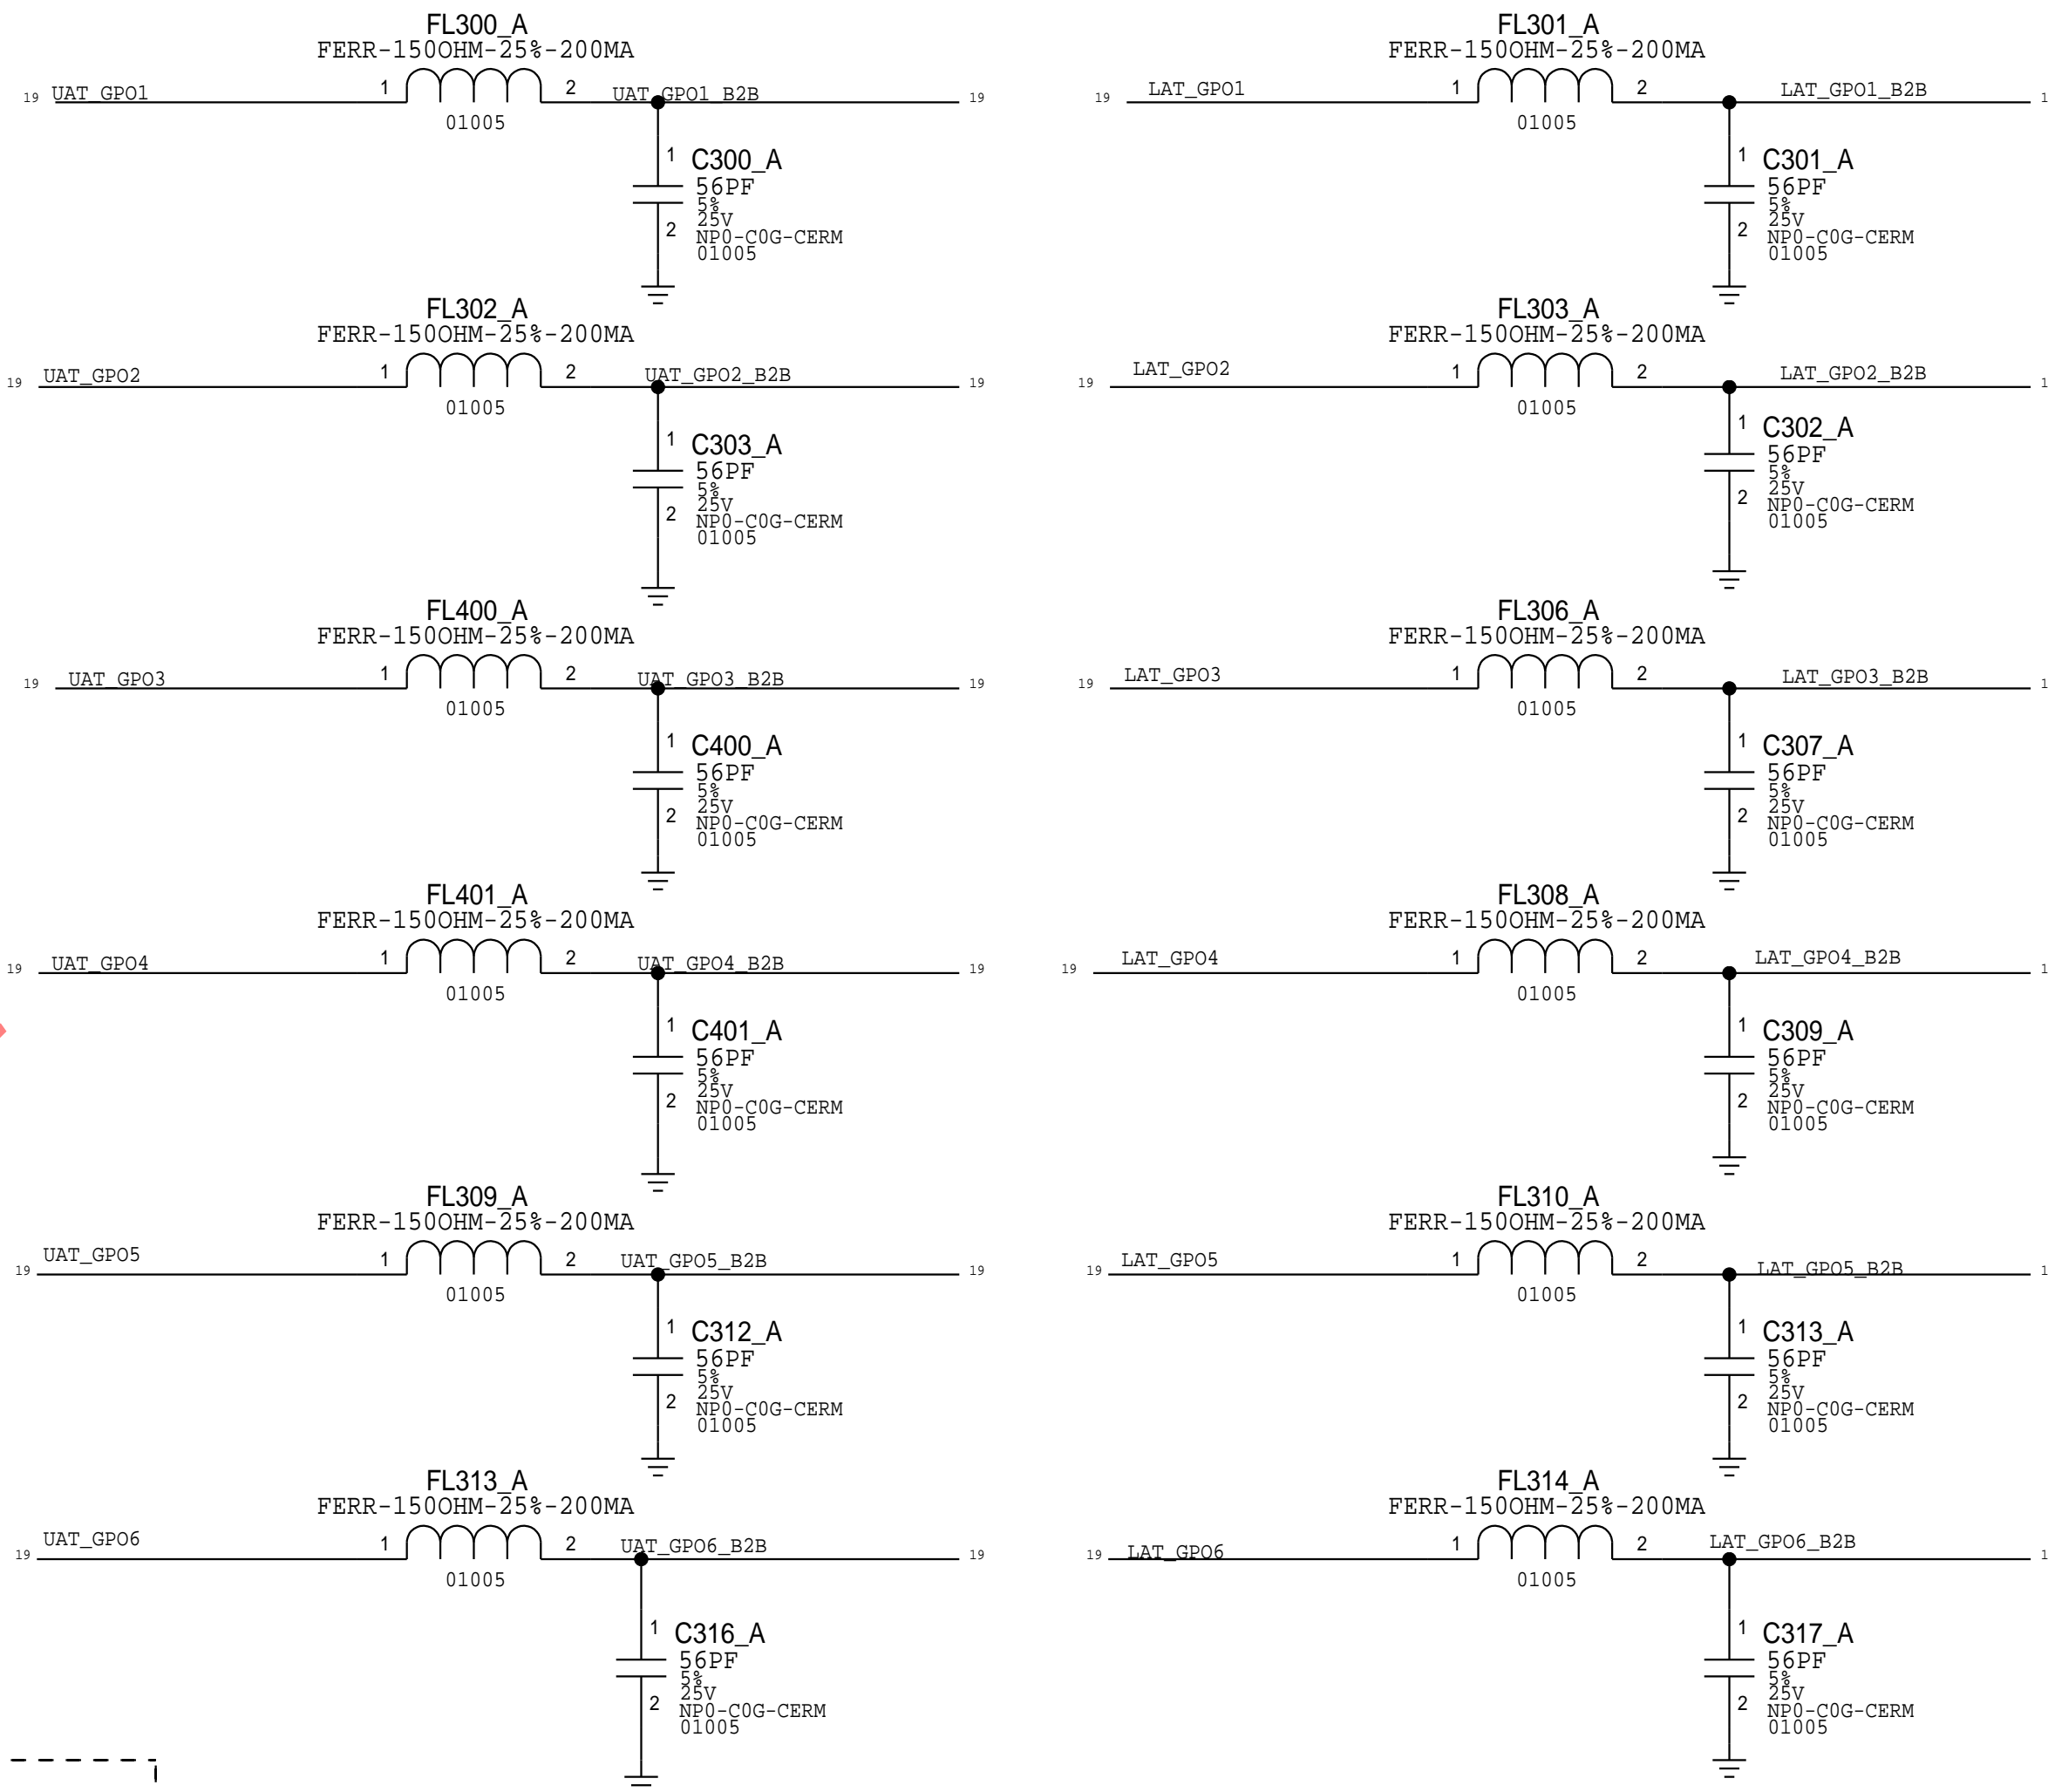 FL300_A
FERR-150OHM-25%-200MA
19 UAT_GPO1 1 2 UAT_GPO1_B2B 19
01005
1 C300_A
56PF
5%
25V
2 NP0-C0G-CERM
01005
FL301_A
FERR-150OHM-25%-200MA
19 LAT_GPO1 1 2 LAT_GPO1_B2B 1
01005
1 C301_A
56PF
5%
25V
2 NP0-C0G-CERM
01005
FL302_A
FERR-150OHM-25%-200MA
19 UAT_GPO2 1 2 UAT_GPO2_B2B 19
01005
1 C303_A
56PF
5%
25V
2 NP0-C0G-CERM
01005
FL303_A
FERR-150OHM-25%-200MA
19 LAT_GPO2 1 2 LAT_GPO2_B2B 1
01005
1 C302_A
56PF
5%
25V
2 NP0-C0G-CERM
01005
FL400_A
FERR-150OHM-25%-200MA
19 UAT_GPO3 1 2 UAT_GPO3_B2B 19
01005
1 C400_A
56PF
5%
25V
2 NP0-C0G-CERM
01005
FL306_A
FERR-150OHM-25%-200MA
19 LAT_GPO3 1 2 LAT_GPO3_B2B 1
01005
1 C307_A
56PF
5%
25V
2 NP0-C0G-CERM
01005
FL401_A
FERR-150OHM-25%-200MA
19 UAT_GPO4 1 2 UAT_GPO4_B2B 19
01005
1 C401_A
56PF
5%
25V
2 NP0-C0G-CERM
01005
FL308_A
FERR-150OHM-25%-200MA
19 LAT_GPO4 1 2 LAT_GPO4_B2B 1
01005
1 C309_A
56PF
5%
25V
2 NP0-C0G-CERM
01005
FL309_A
FERR-150OHM-25%-200MA
19 UAT_GPO5 1 2 UAT_GPO5_B2B 19
01005
1 C312_A
56PF
5%
25V
2 NP0-C0G-CERM
01005
FL310_A
FERR-150OHM-25%-200MA
19 LAT_GPO5 1 2 LAT_GPO5_B2B 1
01005
1 C313_A
56PF
5%
25V
2 NP0-C0G-CERM
01005
FL313_A
FERR-150OHM-25%-200MA
19 UAT_GPO6 1 2 UAT_GPO6_B2B 19
01005
1 C316_A
56PF
5%
25V
2 NP0-C0G-CERM
01005
FL314_A
FERR-150OHM-25%-200MA
19 LAT_GPO6 1 2 LAT_GPO6_B2B 1
01005
1 C317_A
56PF
5%
25V
2 NP0-C0G-CERM
01005